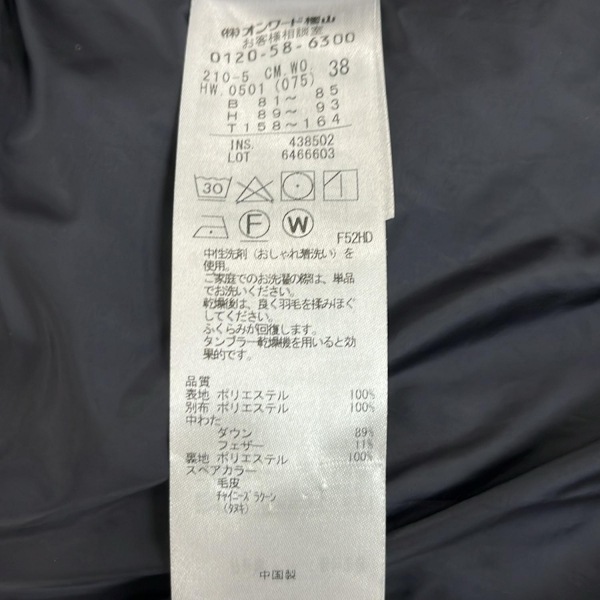 (株)オンワード樫山
お客様相談室
0120-58-6300
210-5 CM.WO. 38
HW.0501 (075)
B 81～ 85
H 89～ 93
T158～164
INS. 438502
LOT 6466603
30
F W
F52HD
中性洗剤（おしゃれ着洗い）を
使用。
ご家庭でのお洗濯の際は、単品
でお洗いください。
乾燥後は、良く羽毛を揉みほぐ
してください。
ふくらみが回復します。
タンブラー乾燥機を用いると効
果的です。
品質
表地 ポリエステル 100%
別布 ポリエステル 100%
中わた
ダウン 89%
フェザー 11%
裏地 ポリエステル 100%
スペアカラー
毛皮
ﾁｬｲﾆｰｽﾞﾗｸｰﾝ
(ﾀﾇｷ)
中国製